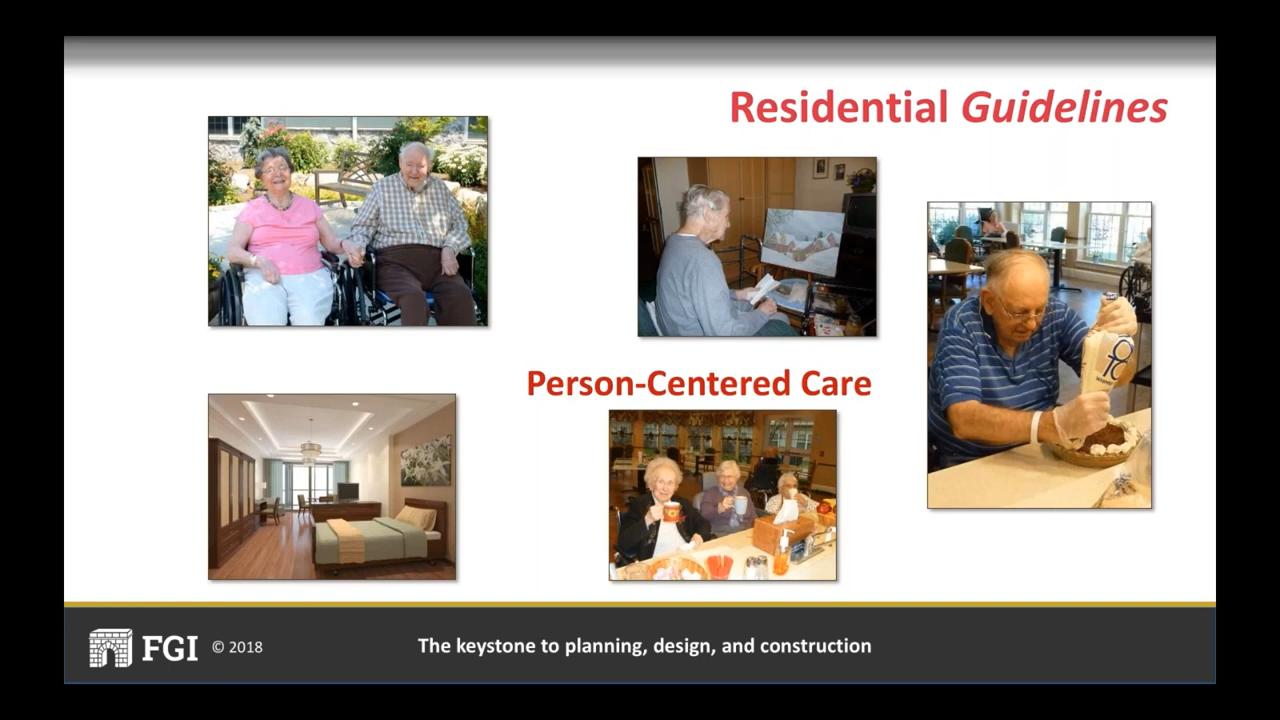 Residential Guidelines
Person-Centered Care
FGI © 2018
The keystone to planning, design, and construction